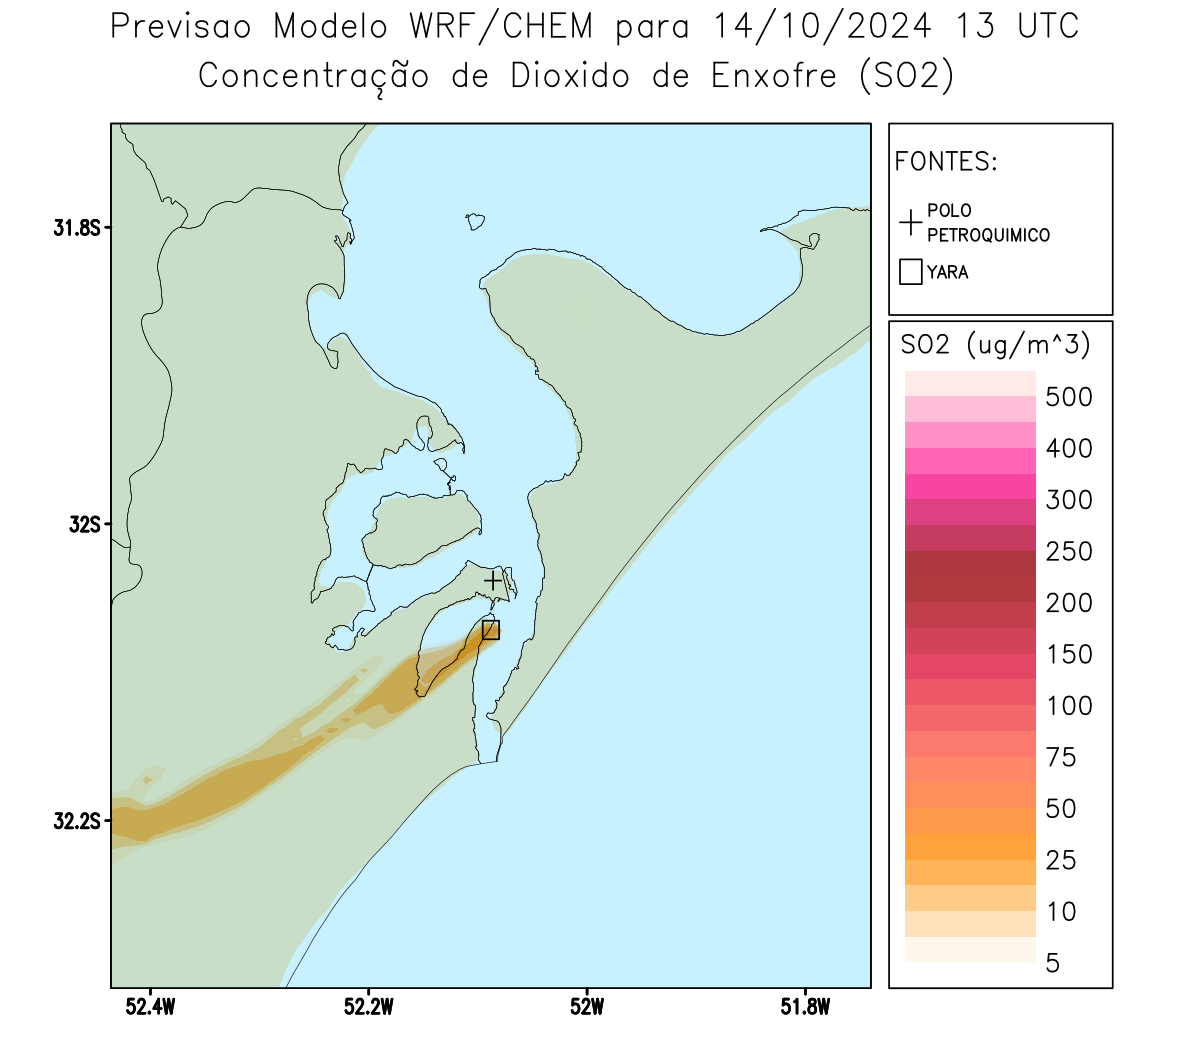 Previsao Modelo WRF/CHEM para 14/10/2024 13 UTC
Concentração de Dioxido de Enxofre (SO2)
FONTES:
POLO
PETROQUIMICO
YARA
31.8S
32S
32.2S
52.4W
52.2W
52W
51.8W
SO2 (ug/m^3)
500
400
300
250
200
150
100
75
50
25
10
5